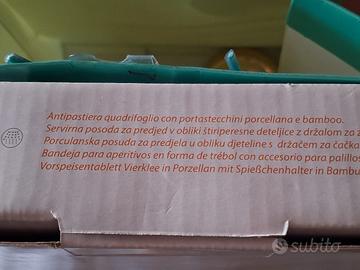 Antipastiera quadrifoglio con portastecchini porcellana e bamboo.
Servirna posoda za predjed v obliki štiriperesne deteljice z držalom za z
Porculanska posuda za predjela u obliku djeteline s držačem za čačka
Bandeja para aperitivos en forma de trébol con accesorio para palillos
Vorspeisentablett Vierklee in Porzellan mit Spießchenhalter in Bambu
subito